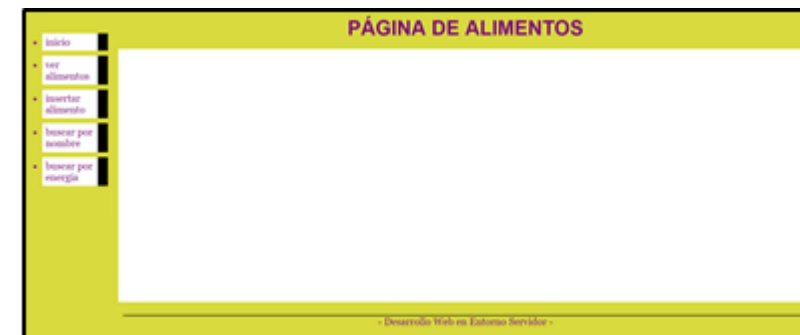 PÁGINA DE ALIMENTOS
inicio
ver
alimentos
insertar
alimento
buscar por
nombre
buscar por
energía
- Desarrollo Web en Entorno Servidor -